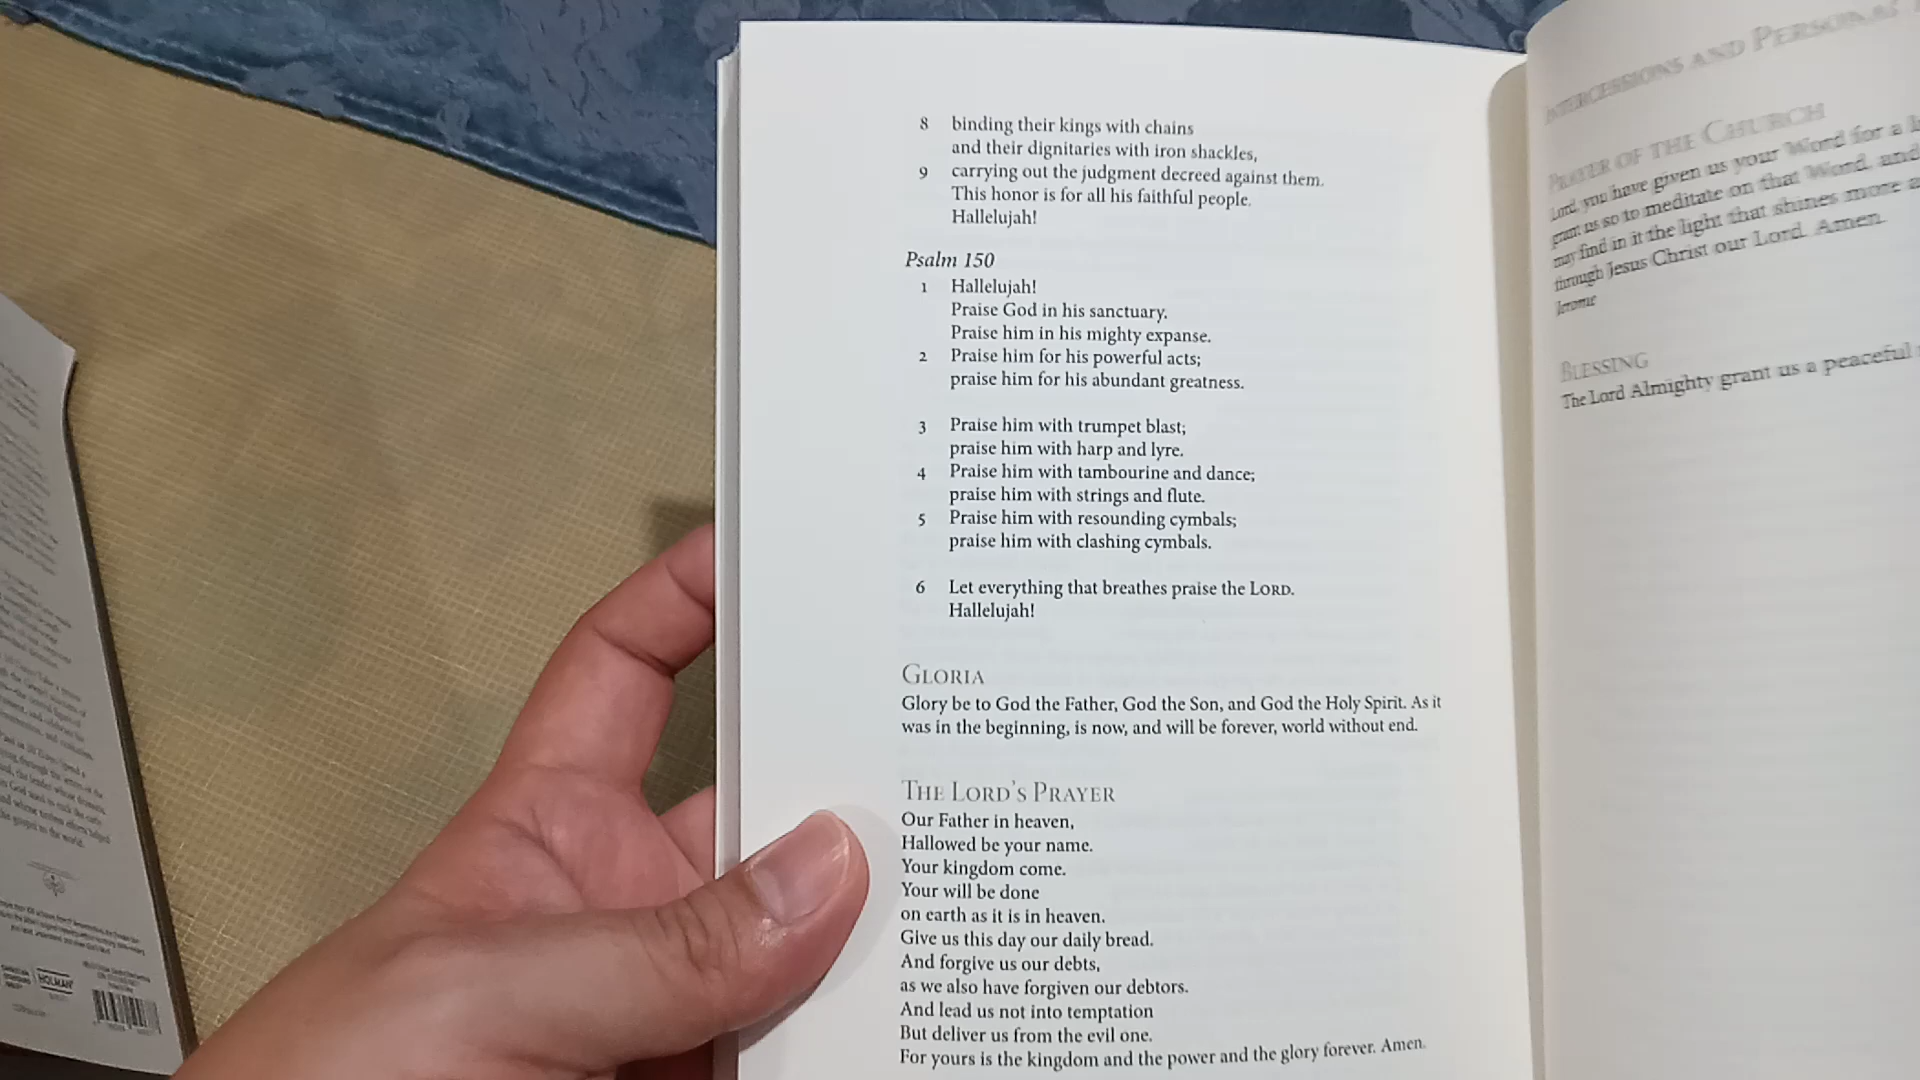 8 binding their kings with chains
and their dignitaries with iron shackles,
9 carrying out the judgment decreed against them.
This honor is for all his faithful people.
Hallelujah!
Psalm 150
1 Hallelujah!
Praise God in his sanctuary.
Praise him in his mighty expanse.
2 Praise him for his powerful acts;
praise him for his abundant greatness.
3 Praise him with trumpet blast;
praise him with harp and lyre.
4 Praise him with tambourine and dance;
praise him with strings and flute.
5 Praise him with resounding cymbals;
praise him with clashing cymbals.
6 Let everything that breathes praise the LORD.
Hallelujah!
GLORIA
Glory be to God the Father, God the Son, and God the Holy Spirit. As it
was in the beginning, is now, and will be forever, world without end.
THE LORD'S PRAYER
Our Father in heaven,
Hallowed be your name.
Your kingdom come.
Your will be done
on earth as it is in heaven.
Give us this day our daily bread.
And forgive us our debts,
as we also have forgiven our debtors.
And lead us not into temptation
But deliver us from the evil one.
For yours is the kingdom and the power and the glory forever. Amen.
INTERCESSIONS AND PERSONAL
PRAYER OF THE CHURCH
Lord, you have given us your Word for a
grant us so to meditate on that Word, and
may find in it the light that shines more
through Jesus Christ our Lord. Amen.
Jerome
BLESSING
The Lord Almighty grant us a peaceful
HOLMAN